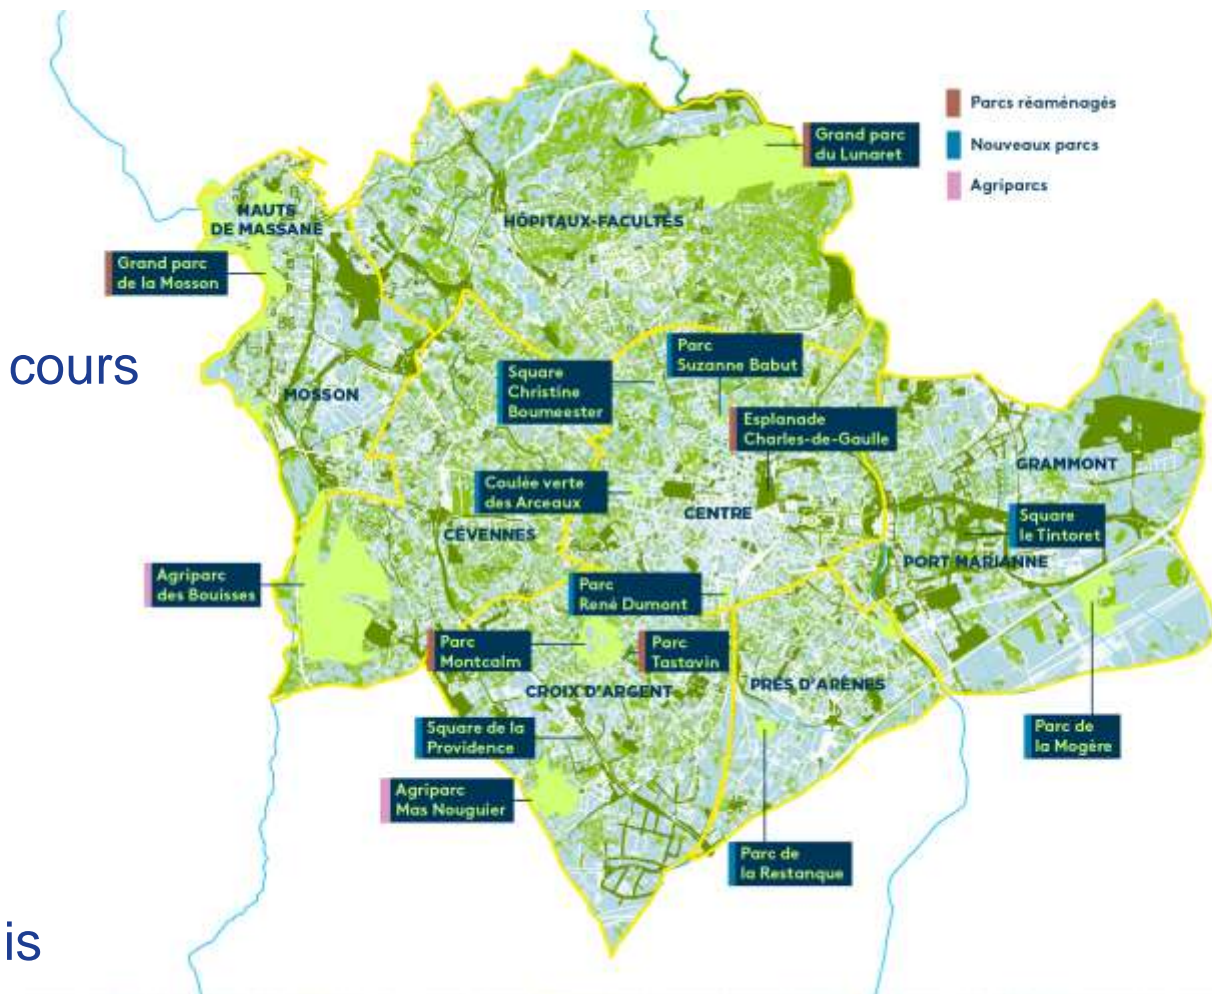 Parcs réaménagés
Nouveaux parcs
Agriparcs
Grand parc
du Lunaret
HAUTS
DE MASSANE
HÔPITAUX-FACULTÉS
Grand parc
de la Mosson
cours
MOSSON
Parc
Suzanne Babut
Square
Christine
Boumeester
Esplanade
Charles-de-Gaulle
GRAMMONT
Coulée verte
des Arceaux
CENTRE
CÉVENNES
Square
le Tintoret
PORT MARIANNE
Agriparc
des Bouisses
Parc
René Dumont
Parc
Montcalm
Parc
Tastavin
CROIX D'ARGENT
PRÉS D'ARÈNES
Square de la
Providence
Parc de
la Mogère
Agriparc
Mas Nouguier
Parc de
la Restanque
is